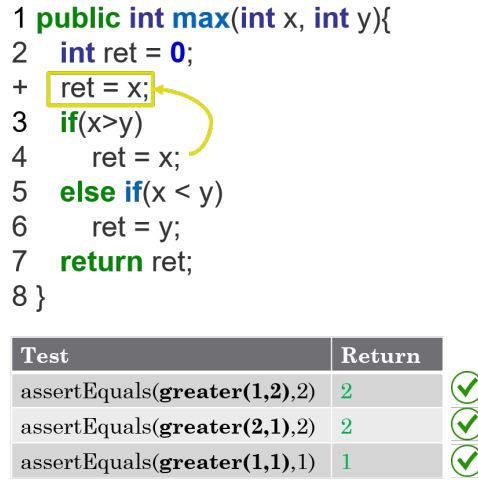 1 public int max(int x, int y){
2 int ret = 0;
+ ret = x;
3 if(x>y)
4 ret = x;
5 else if(x < y)
6 ret = y;
7 return ret;
8 }
Test Return
assertEquals(greater(1,2),2) 2
assertEquals(greater(2,1),2) 2
assertEquals(greater(1,1),1) 1